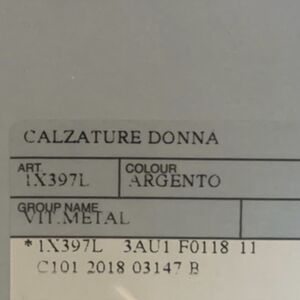 CALZATURE DONNA
ART. COLOUR
1X397L ARGENTO
GROUP NAME
VIT.METAL
*1X397L 3AU1 F0118 11
C101 2018 03147 B